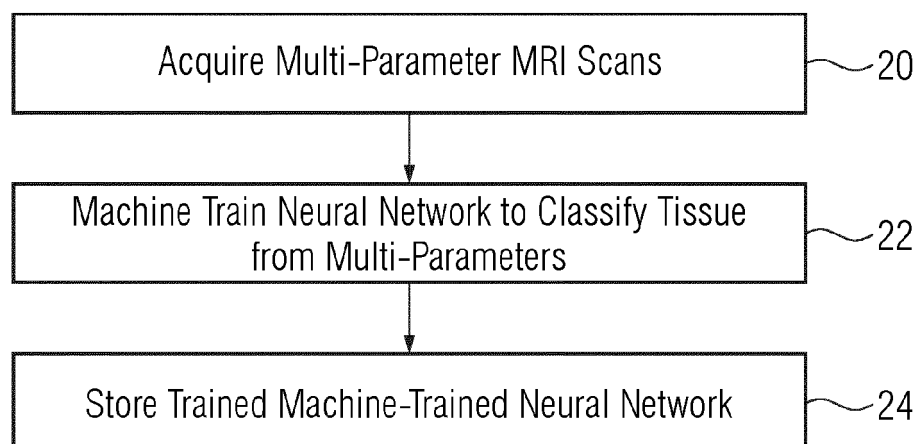 Acquire Multi-Parameter MRI Scans
20
Machine Train Neural Network to Classify Tissue
from Multi-Parameters
22
Store Trained Machine-Trained Neural Network
24